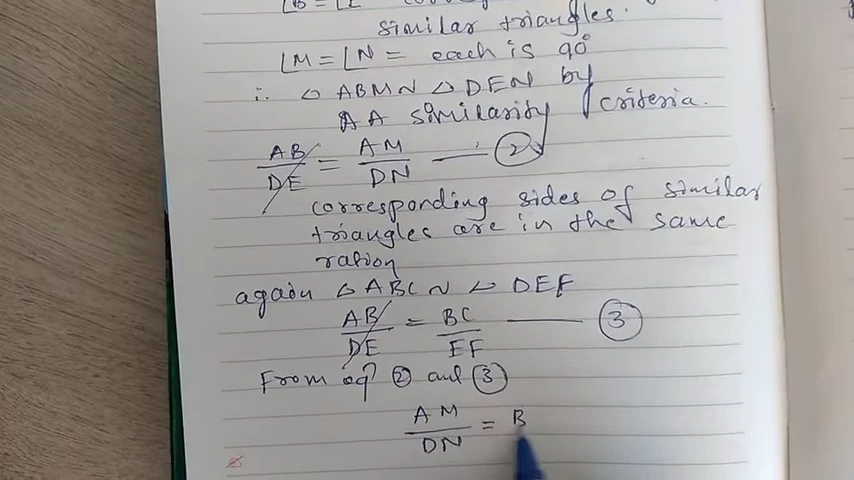 ∠B = ∠E
similar triangles.
∠M = ∠N = each is 90°
∴ △ ABM ~ △ DEN by
AA similarity criteria.
AB/DE = AM/DN — ②
corresponding sides of similar
triangles are in the same
ration
again △ ABC ~ △ DEF
AB/DE = BC/EF — ③
From eqⁿ ② and ③
AM/DN = B